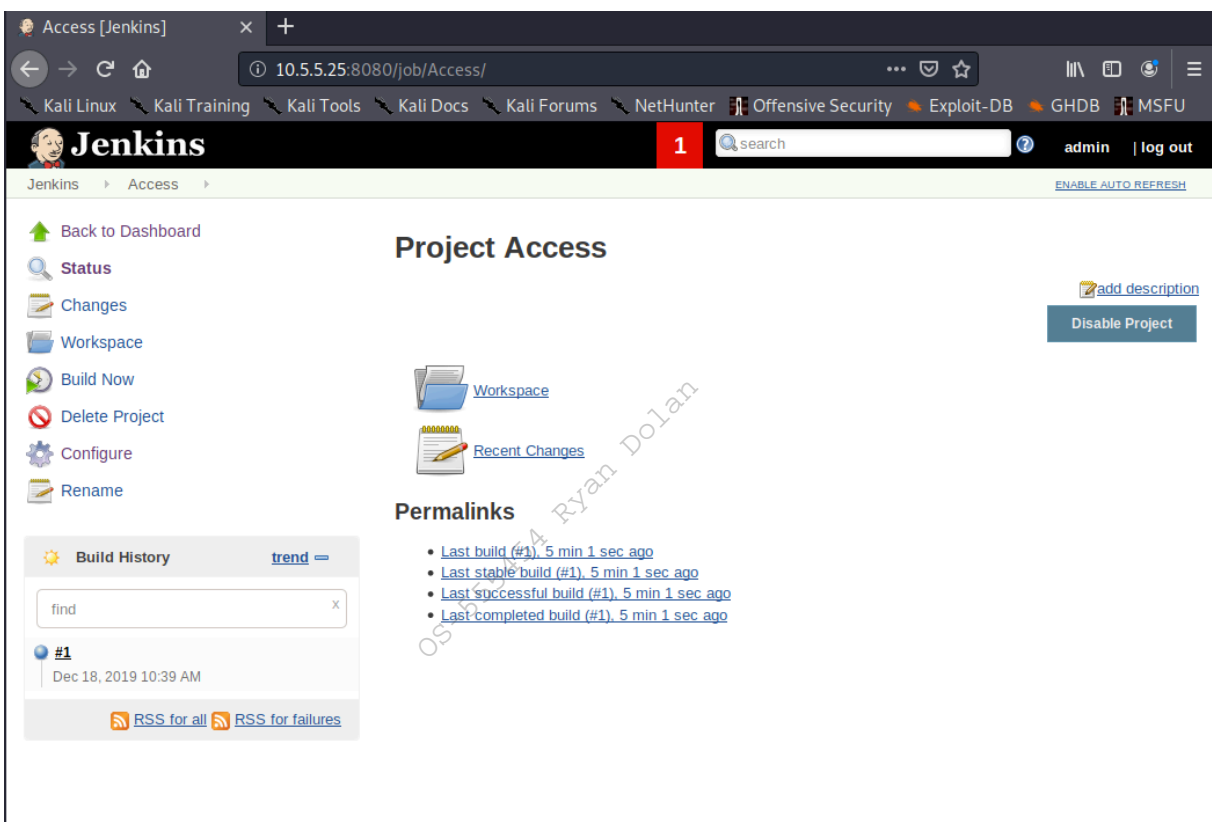 Access [Jenkins]
10.5.5.25:8080/job/Access/
Kali Linux Kali Training Kali Tools Kali Docs Kali Forums NetHunter Offensive Security Exploit-DB GHDB MSFU
Jenkins 1 search admin | log out
Jenkins Access ENABLE AUTO REFRESH
Back to Dashboard
Status
Changes
Workspace
Build Now
Delete Project
Configure
Rename
Build History trend
find x
#1
Dec 18, 2019 10:39 AM
RSS for all RSS for failures
Project Access
add description
Disable Project
Workspace
Recent Changes
Permalinks
Last build (#1), 5 min 1 sec ago
Last stable build (#1), 5 min 1 sec ago
Last successful build (#1), 5 min 1 sec ago
Last completed build (#1), 5 min 1 sec ago
Ryan Dolan